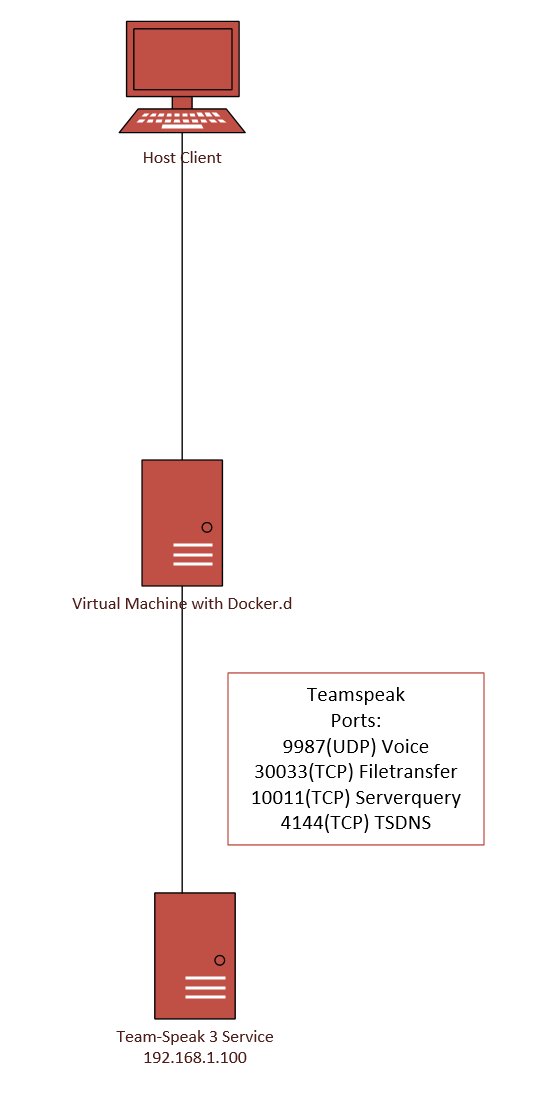 Host Client
Virtual Machine with Docker.d
Teamspeak
Ports:
9987(UDP) Voice
30033(TCP) Filetransfer
10011(TCP) Serverquery
4144(TCP) TSDNS
Team-Speak 3 Service
192.168.1.100